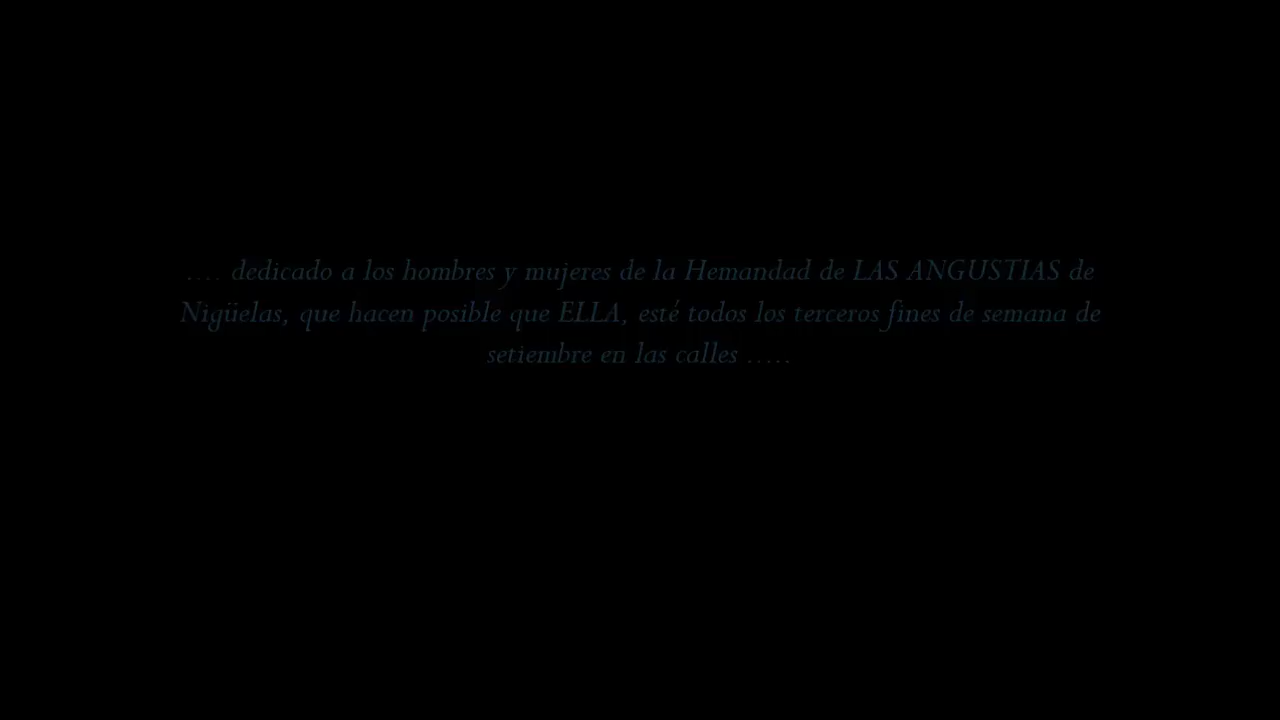 .... dedicado a los hombres y mujeres de la Hemandad de LAS ANGUSTIAS de
Nigüelas, que hacen posible que ELLA, esté todos los terceros fines de semana de
setiembre en las calles .....